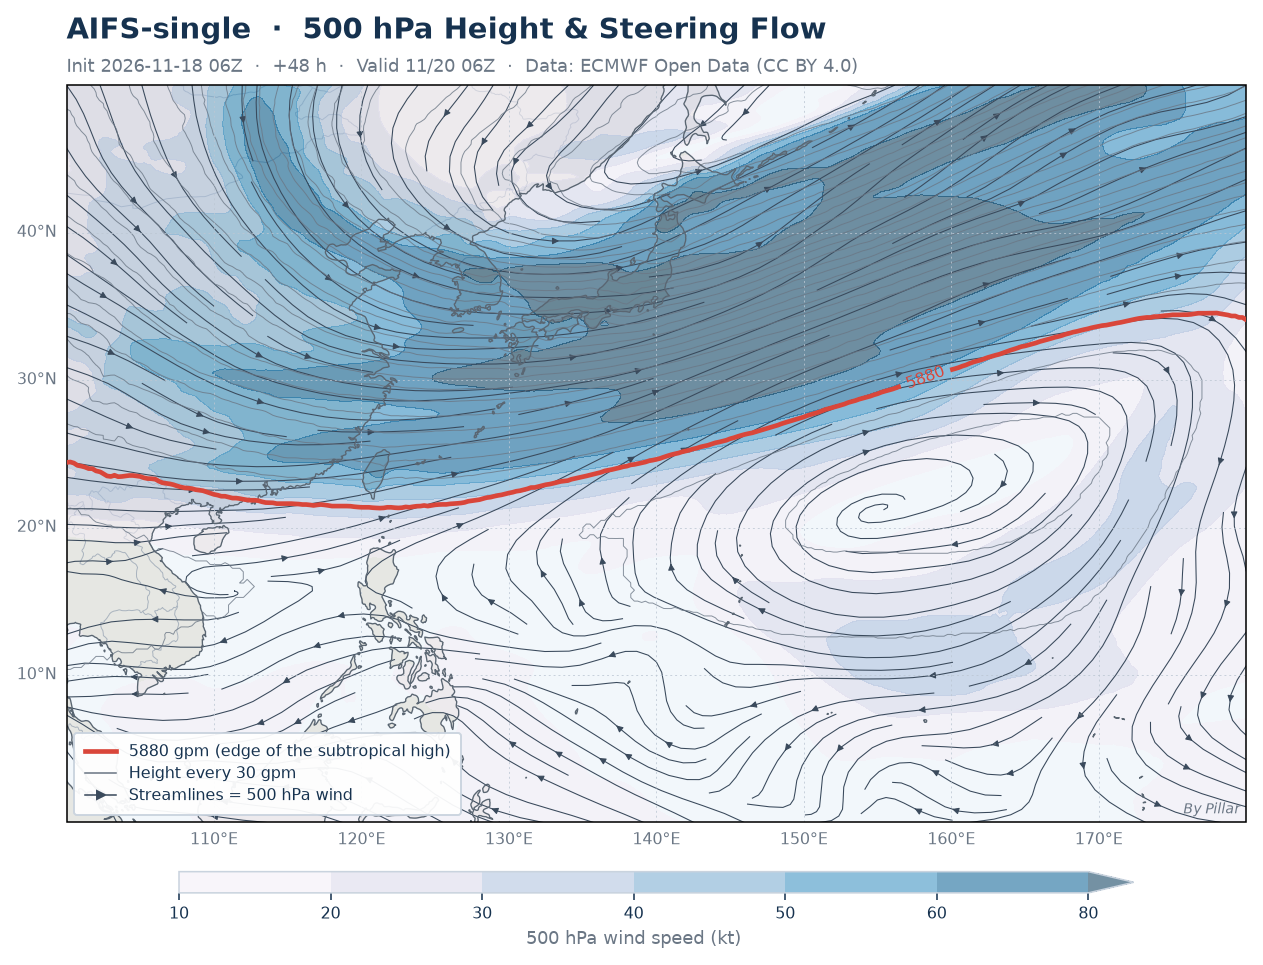 AIFS-single · 500 hPa Height & Steering Flow
Init 2026-11-18 06Z · +48 h · Valid 11/20 06Z · Data: ECMWF Open Data (CC BY 4.0)
40°N
30°N
20°N
10°N
5880
5880 gpm (edge of the subtropical high)
Height every 30 gpm
Streamlines = 500 hPa wind
By Pillar
110°E 120°E 130°E 140°E 150°E 160°E 170°E
10 20 30 40 50 60 80
500 hPa wind speed (kt)